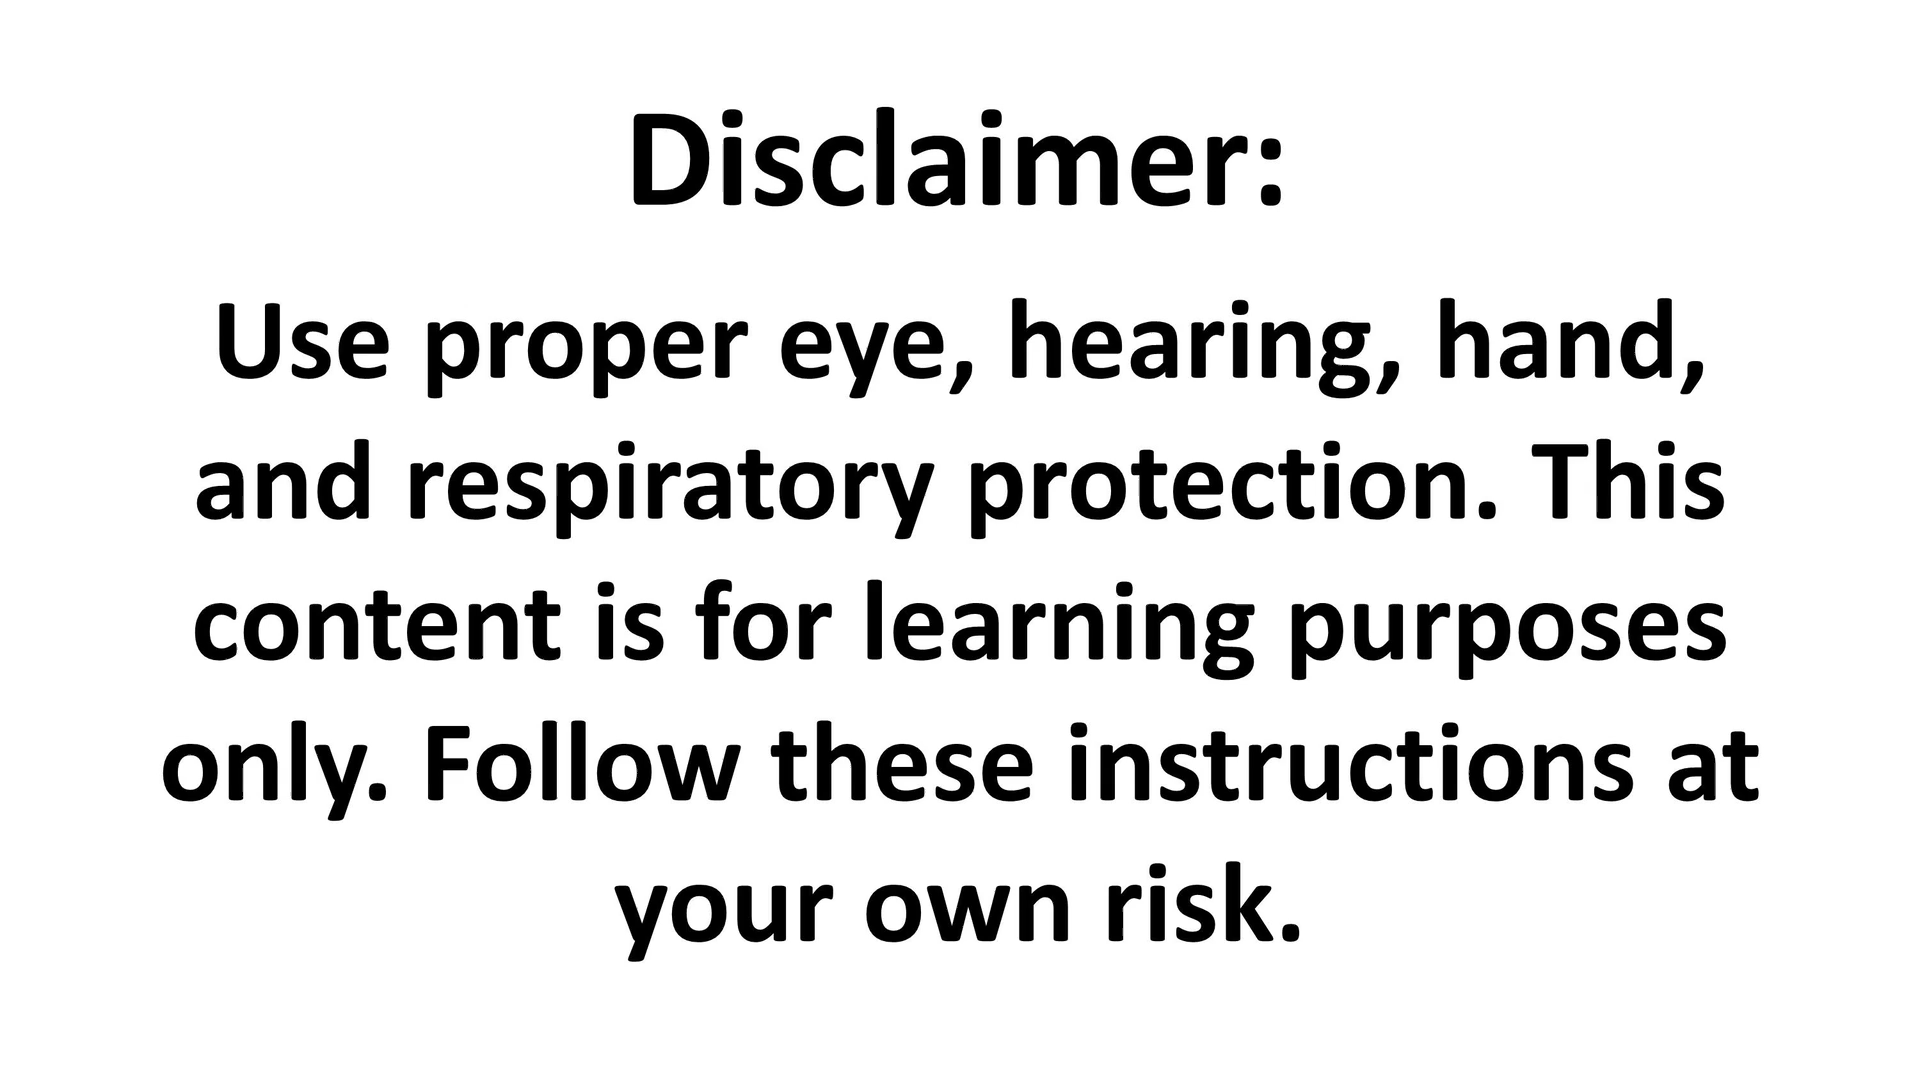 Disclaimer:
Use proper eye, hearing, hand,
and respiratory protection. This
content is for learning purposes
only. Follow these instructions at
your own risk.